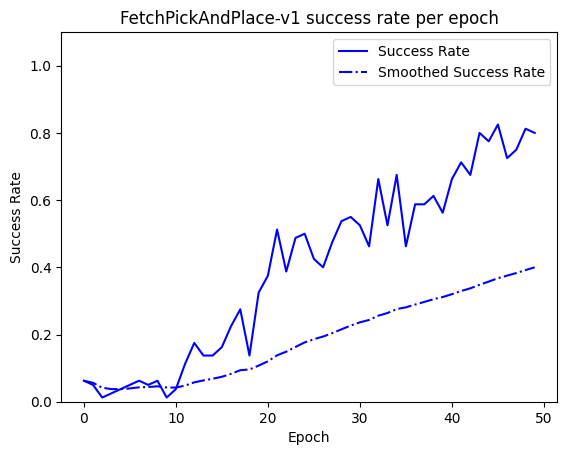 FetchPickAndPlace-v1 success rate per epoch
Success Rate
Smoothed Success Rate
1.0
0.8
0.6
0.4
0.2
0.0
Success Rate
0
10
20
30
40
50
Epoch